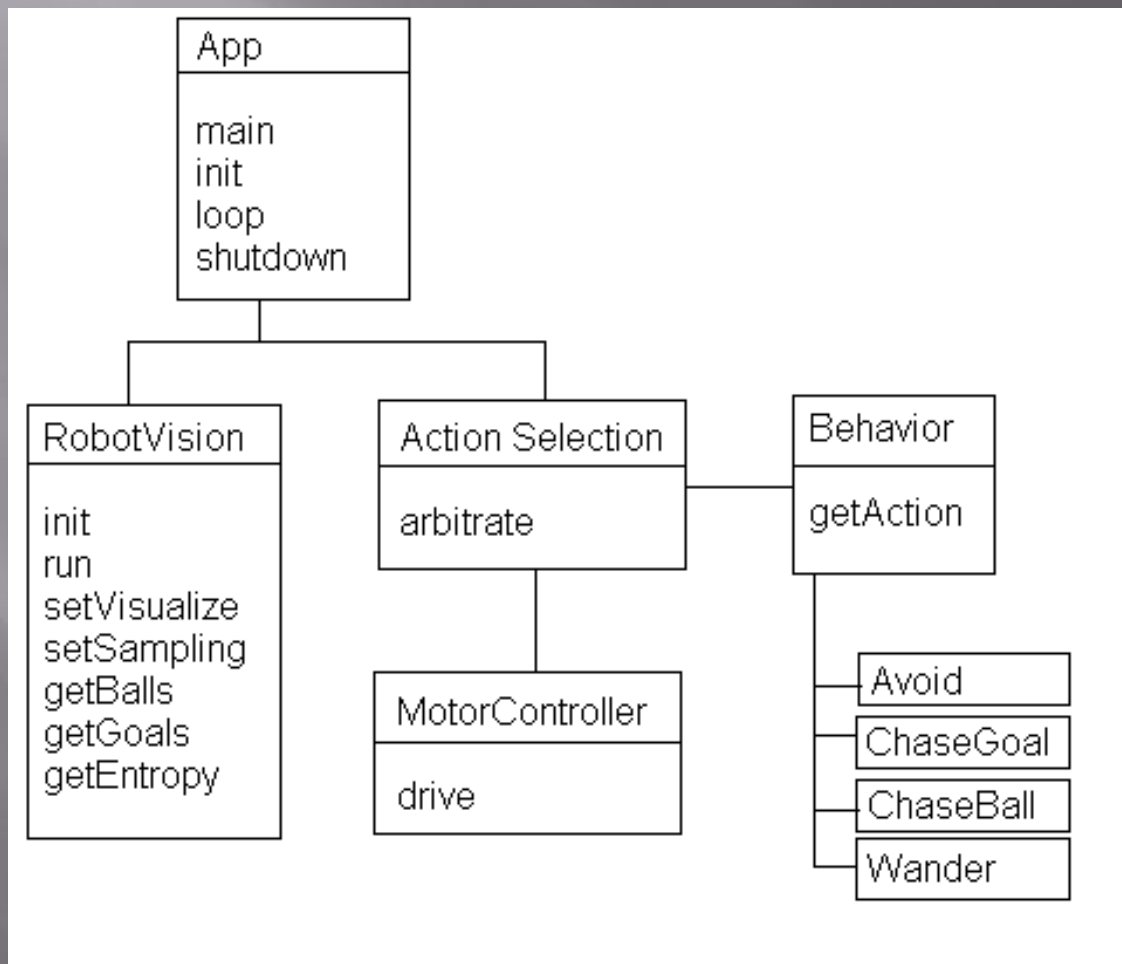 App
main
init
loop
shutdown
RobotVision
init
run
setVisualize
setSampling
getBalls
getGoals
getEntropy
Action Selection
arbitrate
MotorController
drive
Behavior
getAction
Avoid
ChaseGoal
ChaseBall
Wander